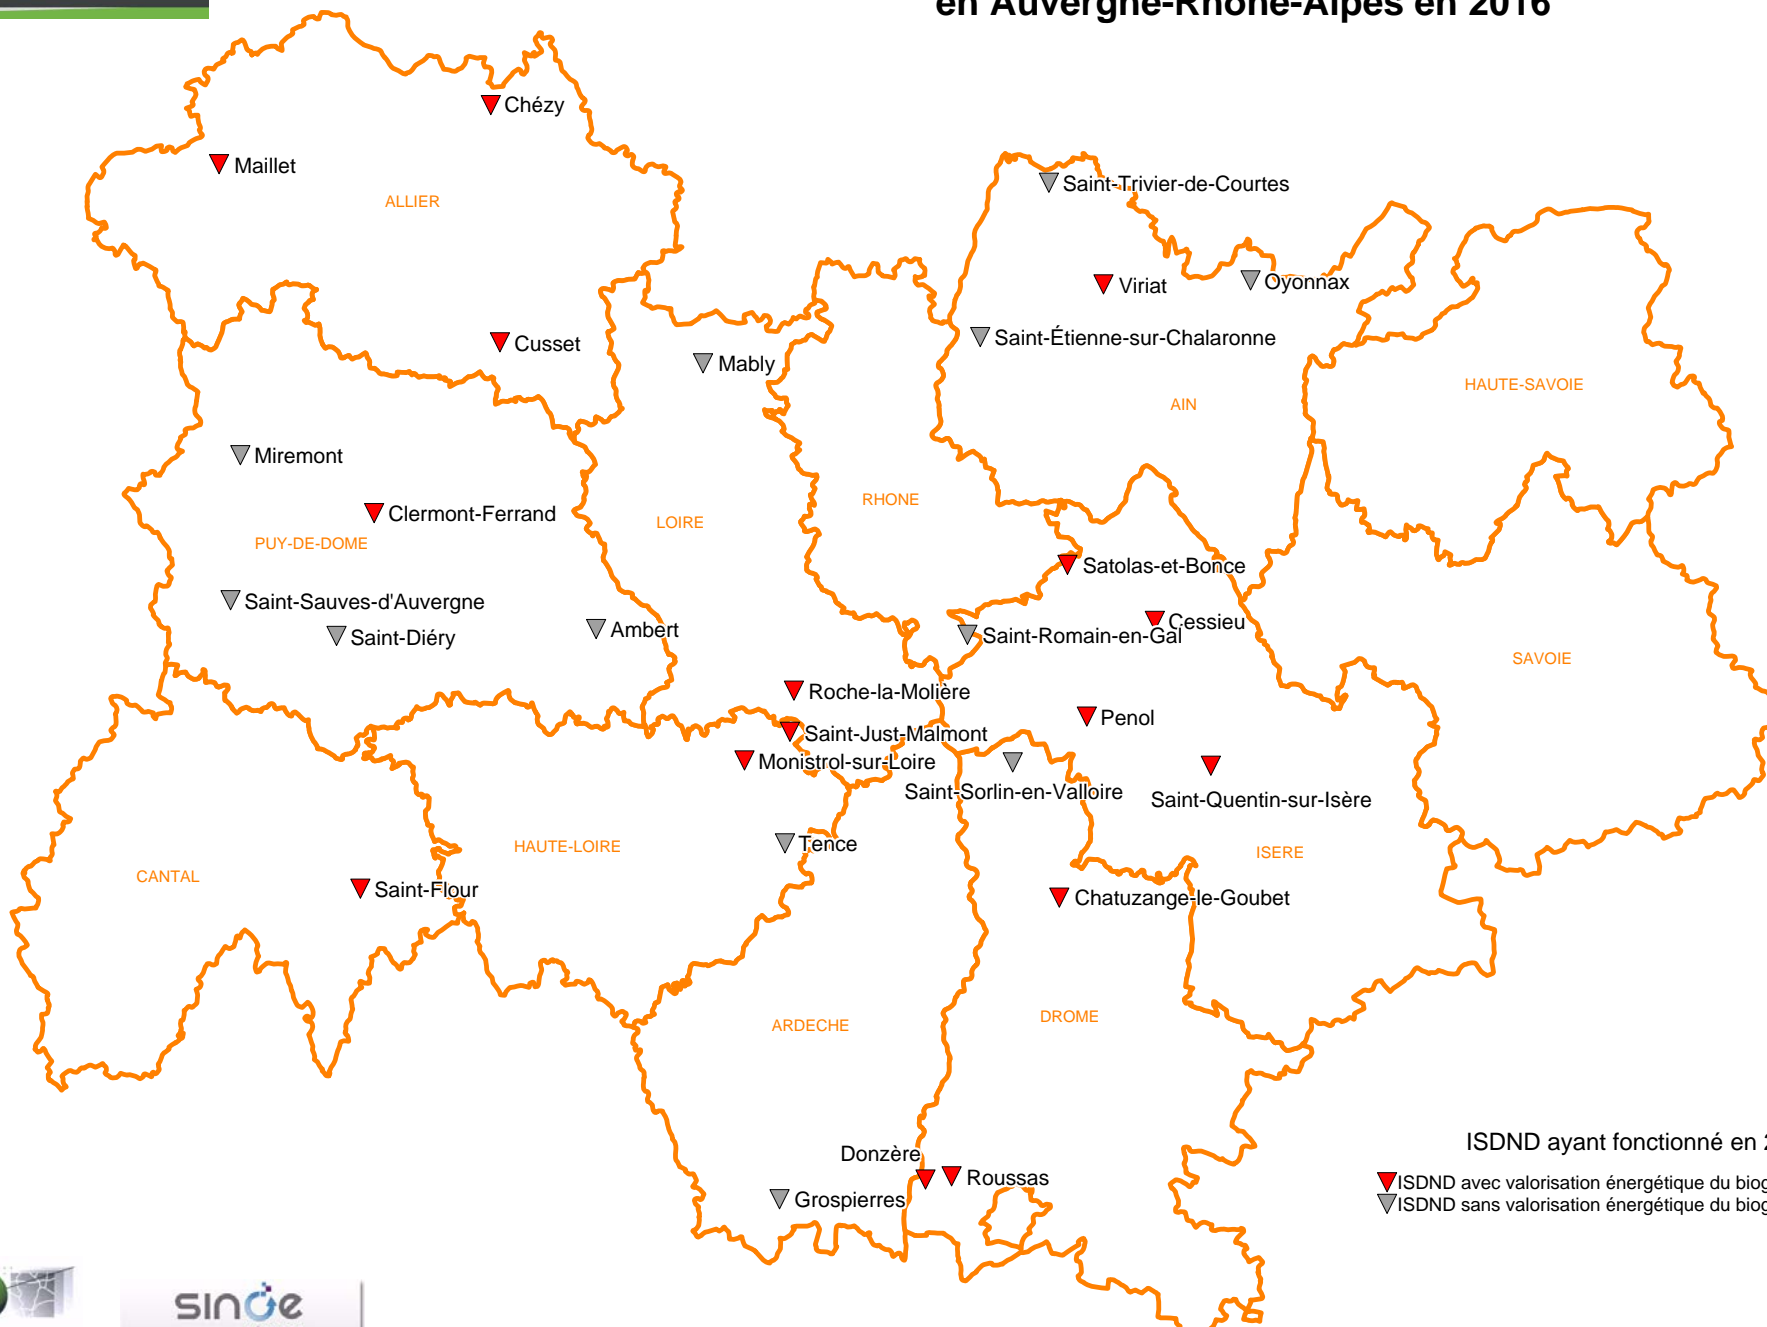 en Auvergne-Rhône-Alpes en 2016
Chézy
Maillet
ALLIER
Saint-Trivier-de-Courtes
Viriat
Oyonnax
Saint-Étienne-sur-Chalaronne
Cusset
Mably
HAUTE-SAVOIE
AIN
Miremont
RHONE
Clermont-Ferrand
LOIRE
PUY-DE-DOME
Satolas-et-Bonce
Saint-Sauves-d'Auvergne
Cessieu
Ambert
Saint-Diéry
Saint-Romain-en-Gal
SAVOIE
Roche-la-Molière
Penol
Saint-Just-Malmont
Monistrol-sur-Loire
Saint-Sorlin-en-Valloire
Saint-Quentin-sur-Isère
Tence
HAUTE-LOIRE
ISERE
CANTAL
Saint-Flour
Chatuzange-le-Goubet
ARDECHE
DROME
ISDND ayant fonctionné en
Donzère
Roussas
ISDND avec valorisation énergétique du
Grospierres
ISDND sans valorisation énergétique du
sinoe